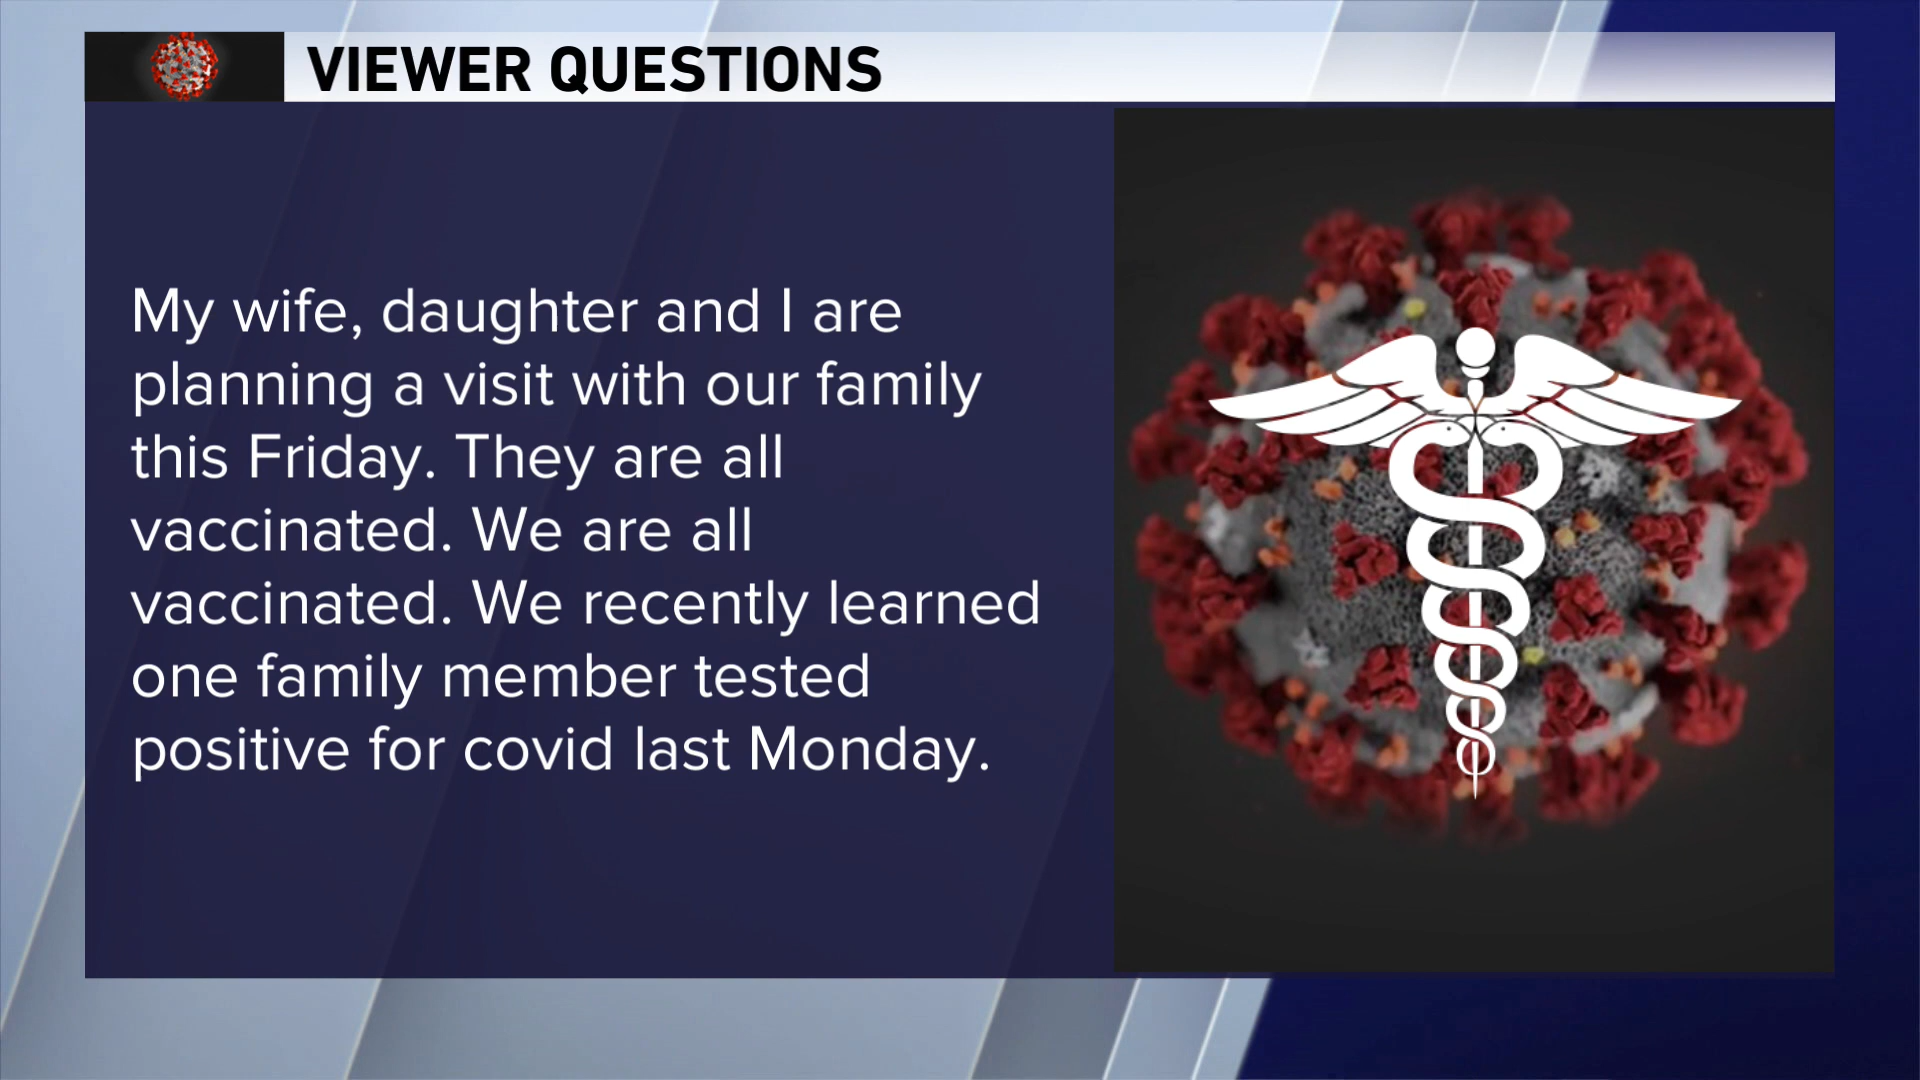 VIEWER QUESTIONS
My wife, daughter and I are
planning a visit with our family
this Friday. They are all
vaccinated. We are all
vaccinated. We recently learned
one family member tested
positive for covid last Monday.